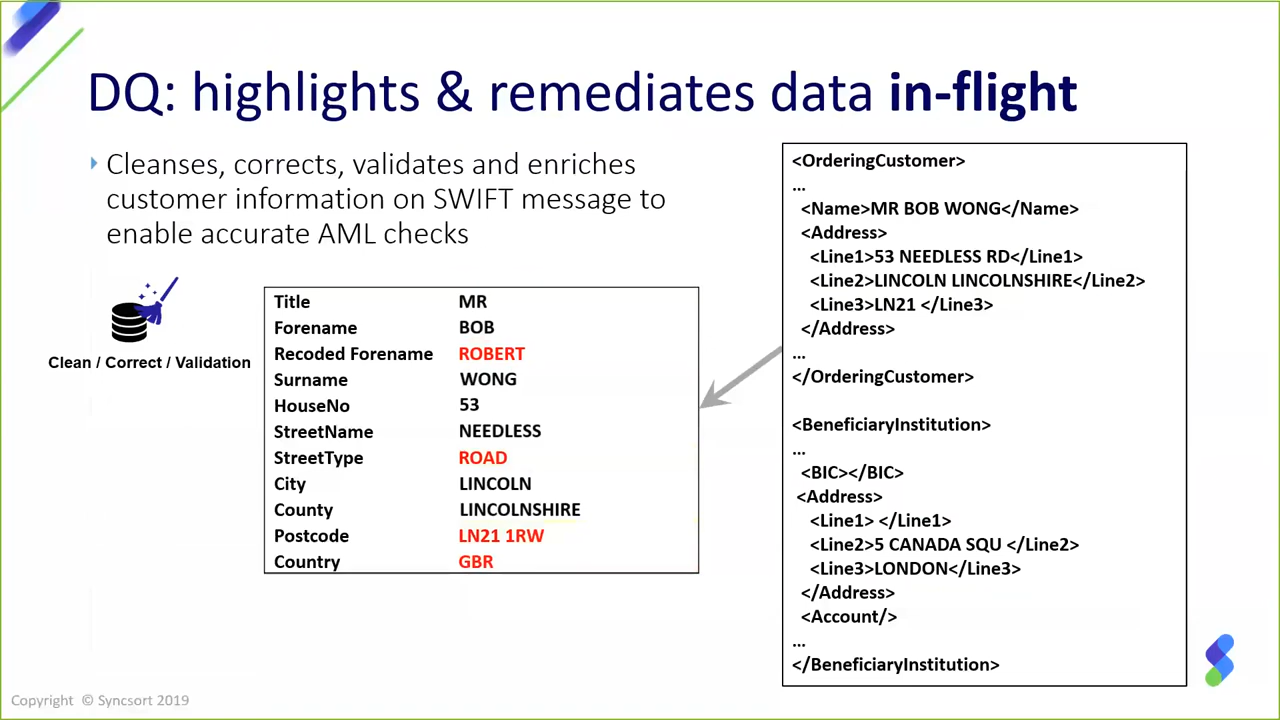 DQ: highlights & remediates data in-flight
Cleanses, corrects, validates and enriches
customer information on SWIFT message to
enable accurate AML checks
Clean / Correct / Validation
Title MR
Forename BOB
Recoded Forename ROBERT
Surname WONG
HouseNo 53
StreetName NEEDLESS
StreetType ROAD
City LINCOLN
County LINCOLNSHIRE
Postcode LN21 1RW
Country GBR
<OrderingCustomer>
...
<Name>MR BOB WONG</Name>
<Address>
<Line1>53 NEEDLESS RD</Line1>
<Line2>LINCOLN LINCOLNSHIRE</Line2>
<Line3>LN21 </Line3>
</Address>
...
</OrderingCustomer>
<BeneficiaryInstitution>
...
<BIC></BIC>
<Address>
<Line1> </Line1>
<Line2>5 CANADA SQU </Line2>
<Line3>LONDON</Line3>
</Address>
<Account/>
...
</BeneficiaryInstitution>
Copyright © Syncsort 2019